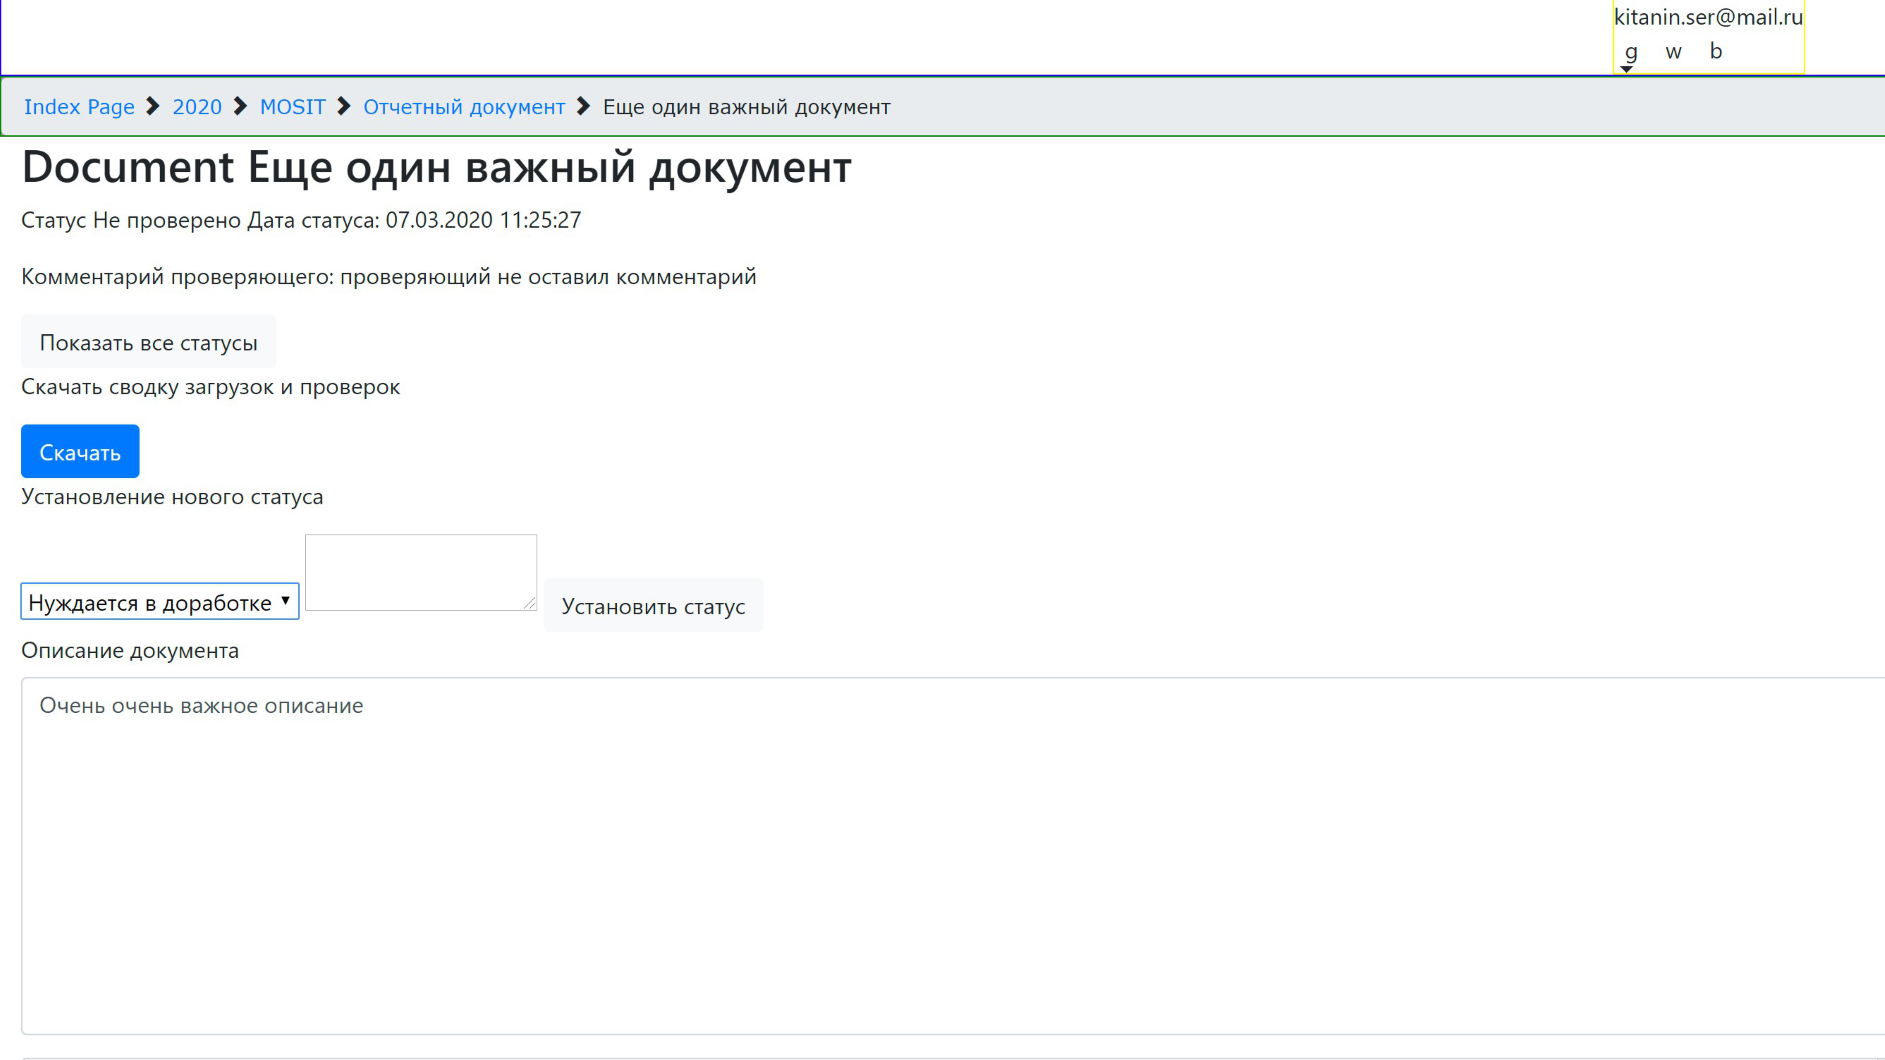 kitanin.ser@mail.ru
g w b
Index Page 2020 MOSIT Отчетный документ Еще один важный документ
Document Еще один важный документ
Статус Не проверено Дата статуса: 07.03.2020 11:25:27
Комментарий проверяющего: проверяющий не оставил комментарий
Показать все статусы
Скачать сводку загрузок и проверок
Скачать
Установление нового статуса
Нуждается в доработке
Установить статус
Описание документа
Очень очень важное описание